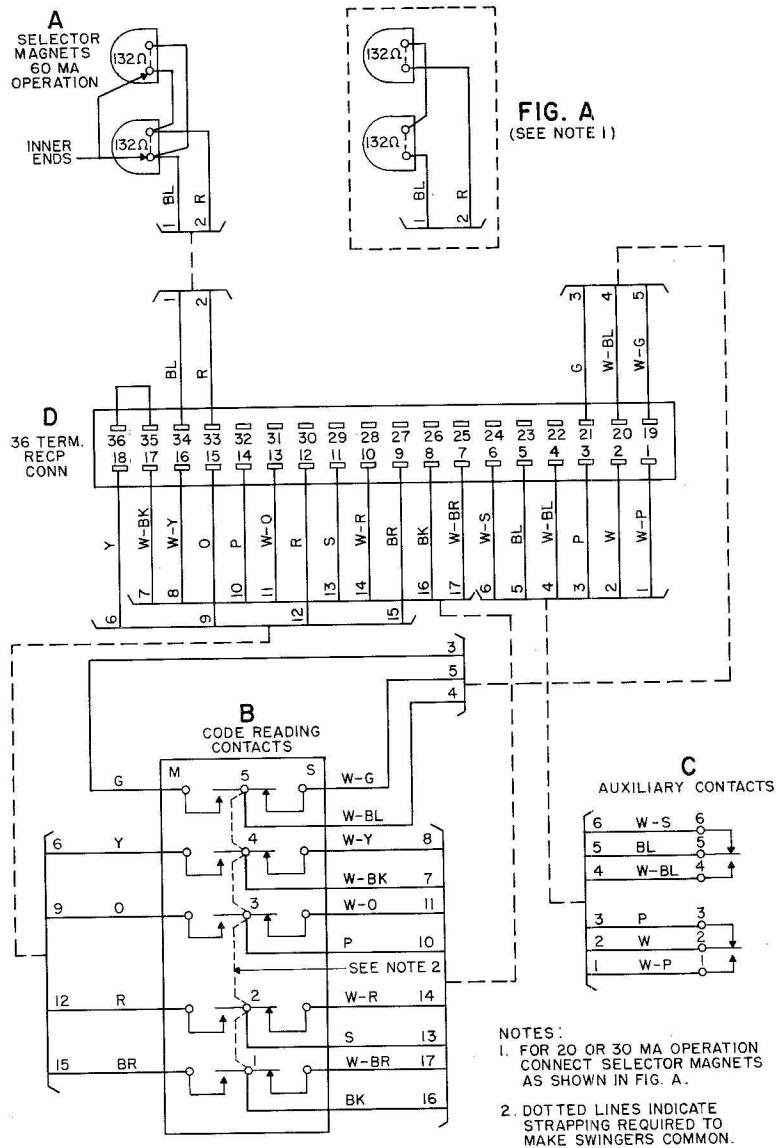 A
SELECTOR
MAGNETS
60 MA
OPERATION
132Ω
132Ω
INNER
ENDS
BL
R
1
2
132Ω
132Ω
FIG. A
(SEE NOTE 1)
BL
R
1
2
1
2
BL
R
3
4
5
G
W-BL
W-G
D
36 TERM.
RECP
CONN
36 35 34 33 32 31 30 29 28 27 26 25 24 23 22 21 20 19
18 17 16 15 14 13 12 11 10 9 8 7 6 5 4 3 2 1
Y W-BK W-Y O P W-O R S W-R BR BK W-BR W-S BL W-BL P W W-P
7 8 10 11 13 14 16 17 6 5 4 3 2 1
6 9 12 15
3
5
4
B
CODE READING
CONTACTS
M S
G 5 W-G
W-BL
6 Y 4 W-Y 8
W-BK 7
9 O 3 W-O 11
P 10
SEE NOTE 2
12 R 2 W-R 14
S 13
15 BR 1 W-BR 17
BK 16
C
AUXILIARY CONTACTS
6 W-S 6
5 BL 5
4 W-BL 4
3 P 3
2 W 2
1 W-P 1
NOTES:
1. FOR 20 OR 30 MA OPERATION
CONNECT SELECTOR MAGNETS
AS SHOWN IN FIG. A.
2. DOTTED LINES INDICATE
STRAPPING REQUIRED TO
MAKE SWINGERS COMMON.